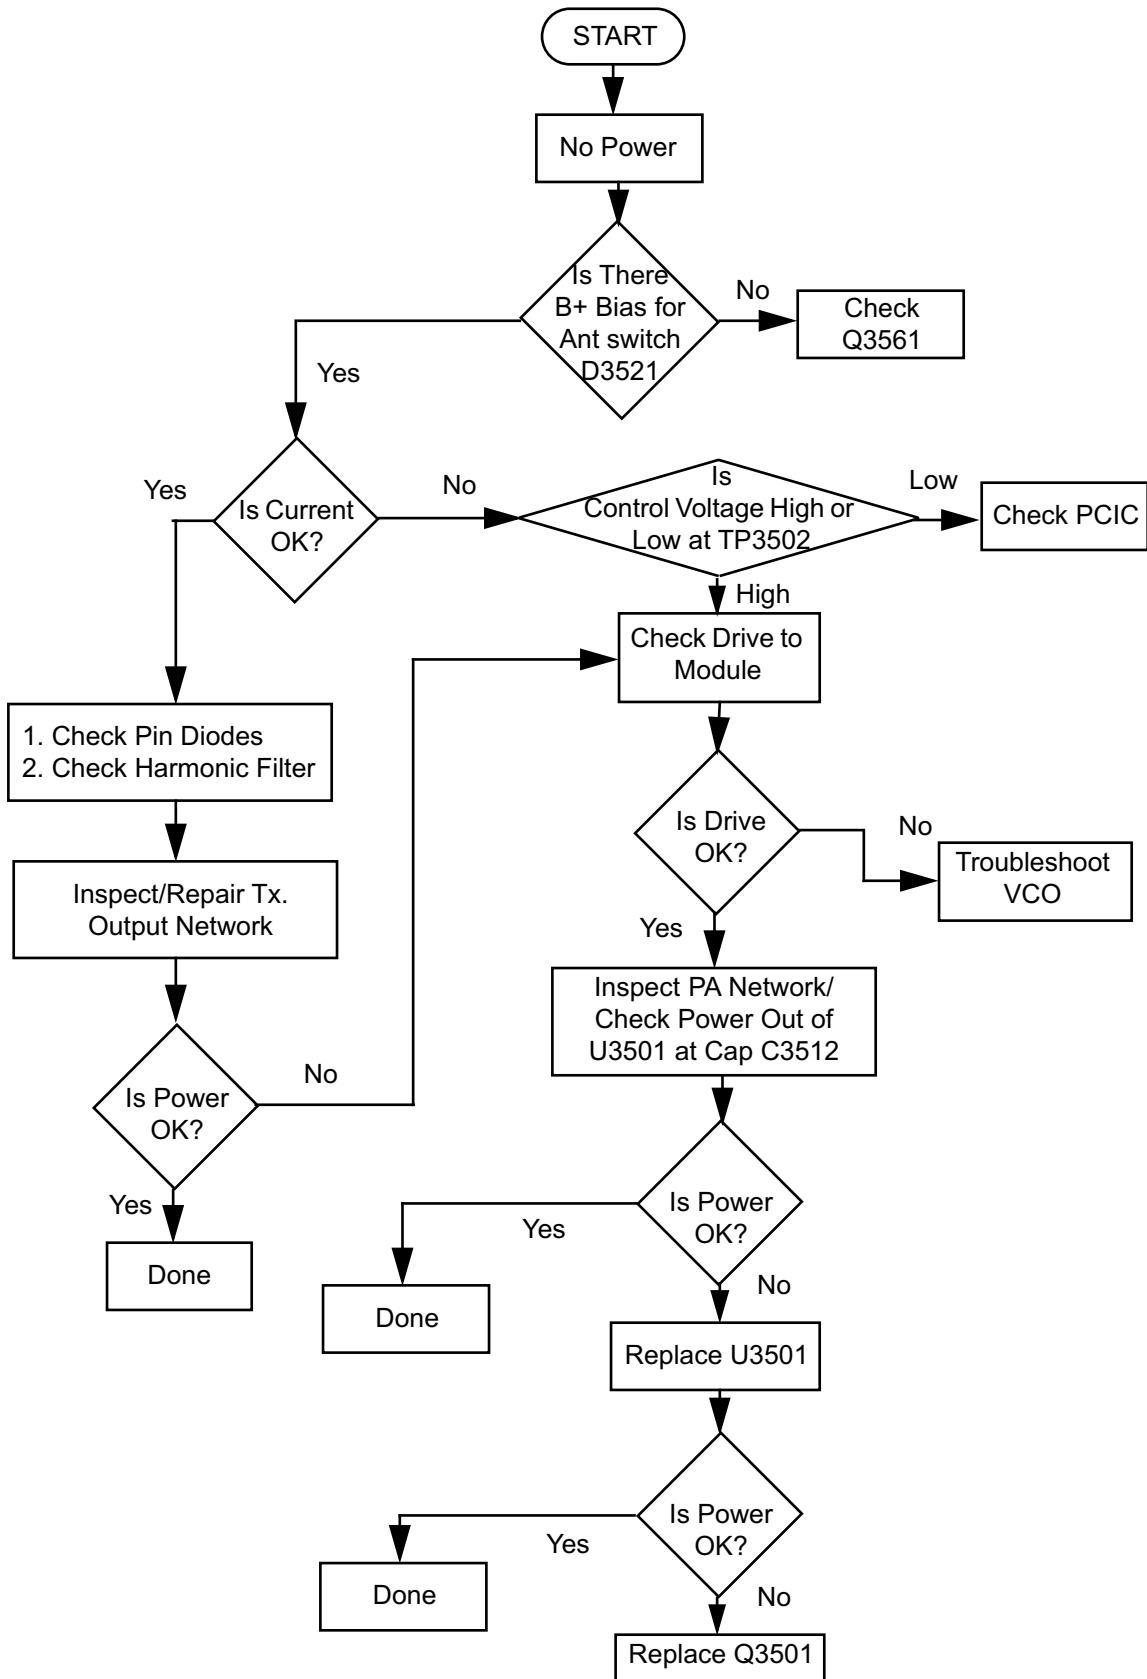 START
No Power
Is There
B+ Bias for
Ant switch
D3521
No
Check
Q3561
Yes
Is Current
OK?
Yes
No
Is
Control Voltage High or
Low at TP3502
Low
Check PCIC
High
Check Drive to
Module
1. Check Pin Diodes
2. Check Harmonic Filter
Is Drive
OK?
No
Troubleshoot
VCO
Inspect/Repair Tx.
Output Network
Yes
Inspect PA Network/
Check Power Out of
U3501 at Cap C3512
Is Power
OK?
No
Yes
Done
Is Power
OK?
Yes
Done
No
Replace U3501
Is Power
OK?
Yes
Done
No
Replace Q3501